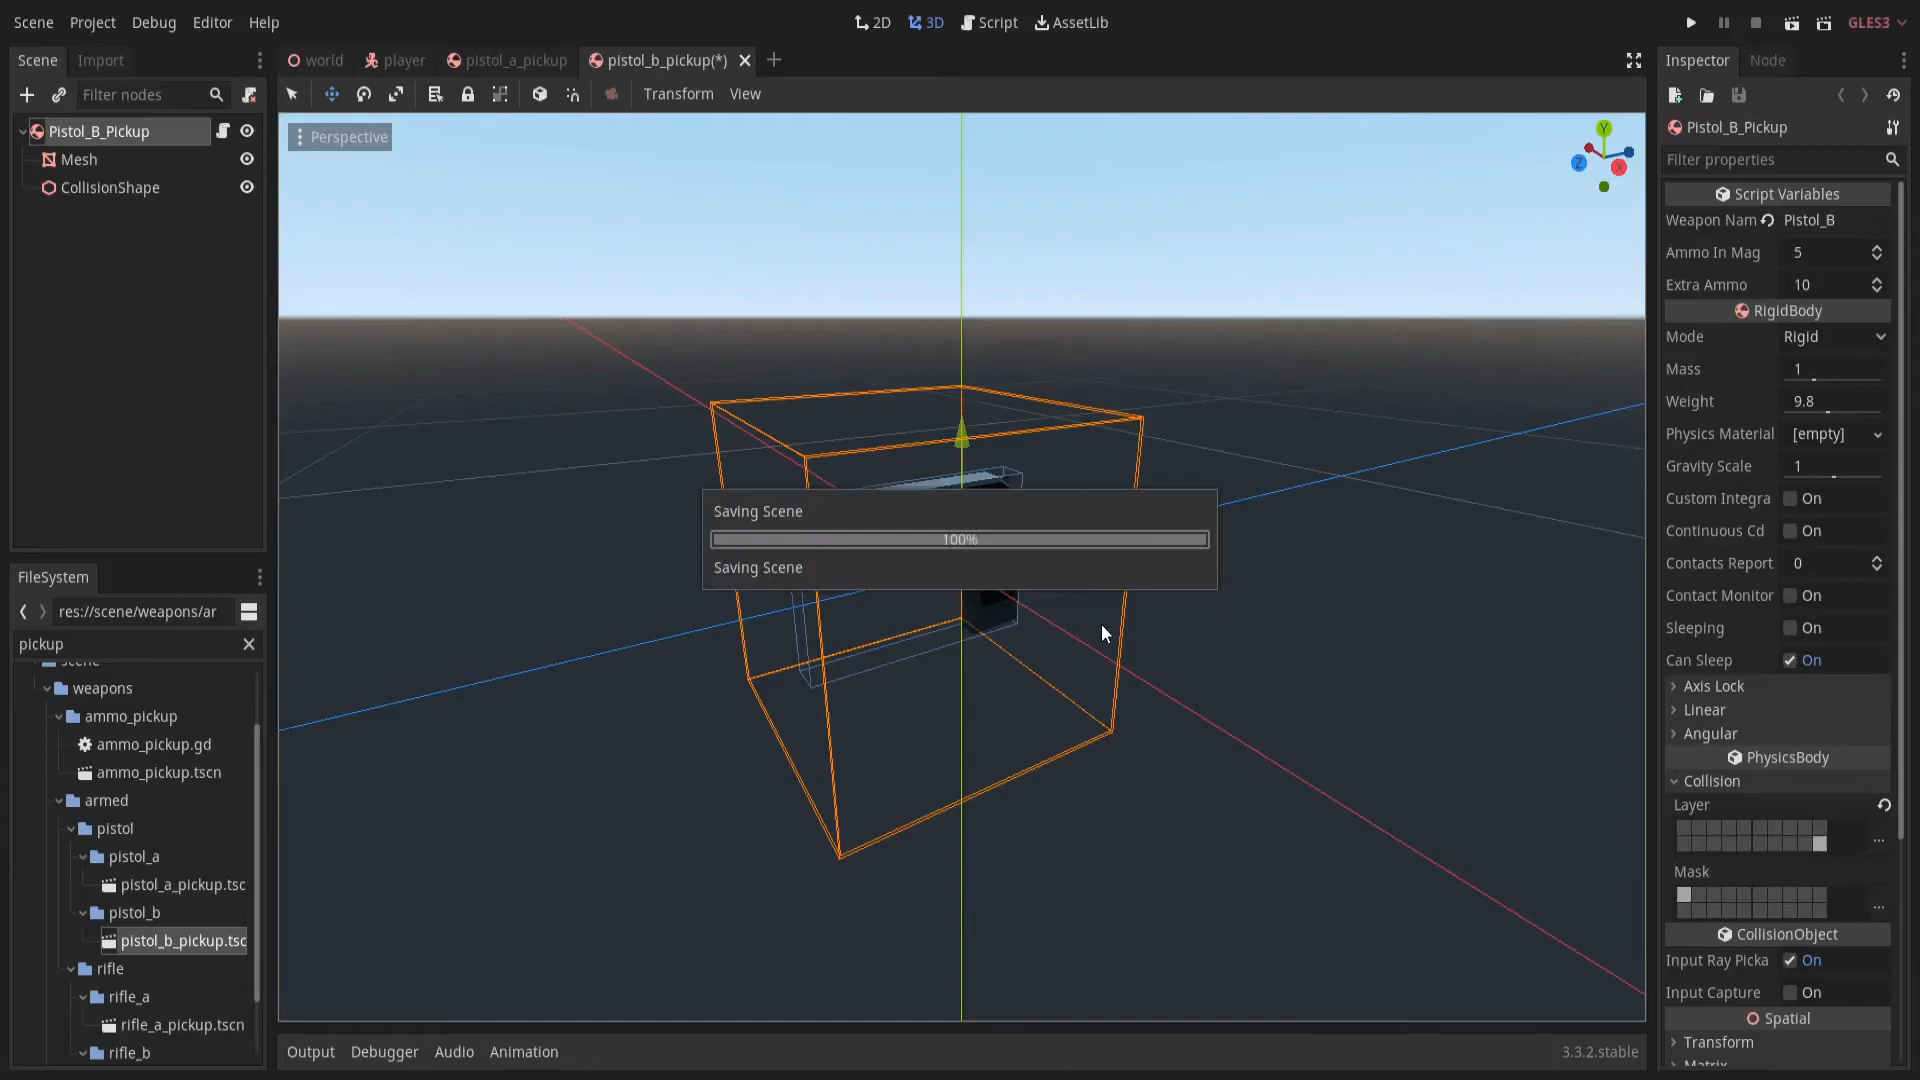 Scene Project Debug Editor Help
2D 3D Script AssetLib
GLES3
Scene Import
world player pistol_a_pickup pistol_b_pickup(*)
Inspector Node
Filter nodes
Transform View
Pistol_B_Pickup
Mesh
CollisionShape
Perspective
Y
Z
X
Saving Scene
100%
Saving Scene
FileSystem
res://scene/weapons/ar
pickup
scene
weapons
ammo_pickup
ammo_pickup.gd
ammo_pickup.tscn
armed
pistol
pistol_a
pistol_a_pickup.tsc
pistol_b
pistol_b_pickup.tsc
rifle
rifle_a
rifle_a_pickup.tscn
rifle_b
Output Debugger Audio Animation
3.3.2.stable
Pistol_B_Pickup
Filter properties
Script Variables
Weapon Nam Pistol_B
Ammo In Mag 5
Extra Ammo 10
RigidBody
Mode Rigid
Mass 1
Weight 9.8
Physics Material [empty]
Gravity Scale 1
Custom Integra On
Continuous Cd On
Contacts Report 0
Contact Monitor On
Sleeping On
Can Sleep On
Axis Lock
Linear
Angular
PhysicsBody
Collision
Layer
...
Mask
...
CollisionObject
Input Ray Picka On
Input Capture On
Spatial
Transform
Matrix